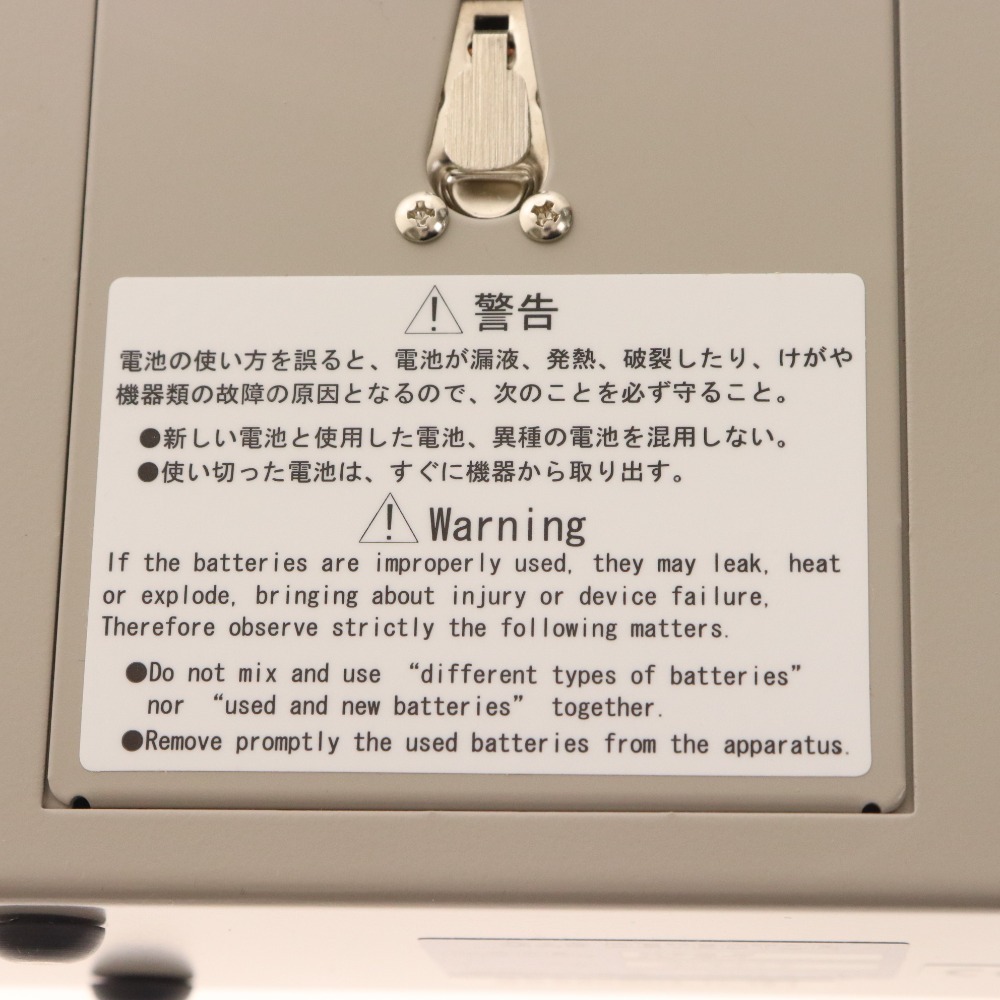 警告
電池の使い方を誤ると、電池が漏液、発熱、破裂したり、けがや
機器類の故障の原因となるので、次のことを必ず守ること。
●新しい電池と使用した電池、異種の電池を混用しない。
●使い切った電池は、すぐに機器から取り出す。
Warning
If the batteries are improperly used, they may leak, heat
or explode, bringing about injury or device failure,
Therefore observe strictly the following matters.
●Do not mix and use “different types of batteries”
nor “used and new batteries” together.
●Remove promptly the used batteries from the apparatus.